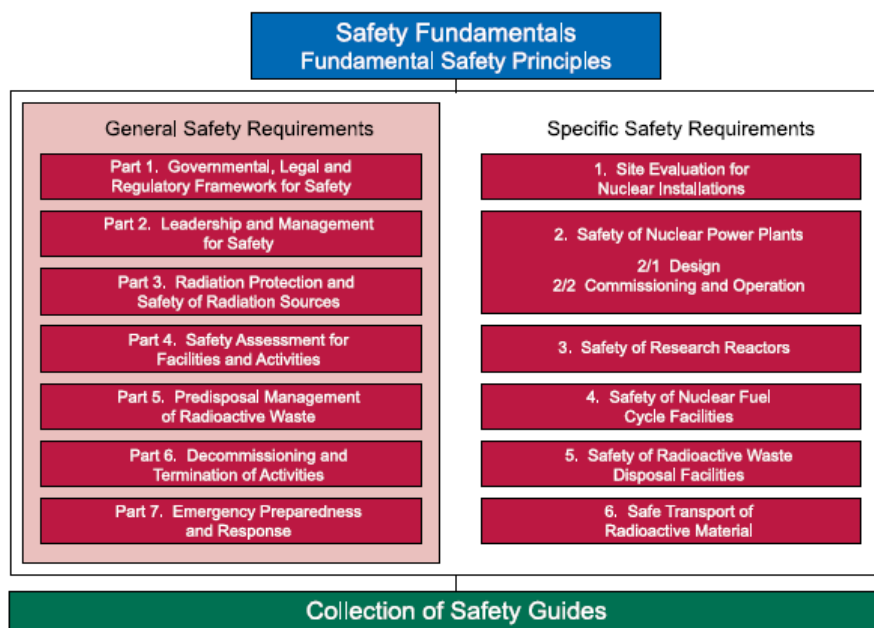 Safety Fundamentals
Fundamental Safety Principles
General Safety Requirements
Part 1. Governmental, Legal and
Regulatory Framework for Safety
Part 2. Leadership and Management
for Safety
Part 3. Radiation Protection and
Safety of Radiation Sources
Part 4. Safety Assessment for
Facilities and Activities
Part 5. Predisposal Management
of Radioactive Waste
Part 6. Decommissioning and
Termination of Activities
Part 7. Emergency Preparedness
and Response
Specific Safety Requirements
1. Site Evaluation for
Nuclear Installations
2. Safety of Nuclear Power Plants
2/1 Design
2/2 Commissioning and Operation
3. Safety of Research Reactors
4. Safety of Nuclear Fuel
Cycle Facilities
5. Safety of Radioactive Waste
Disposal Facilities
6. Safe Transport of
Radioactive Material
Collection of Safety Guides